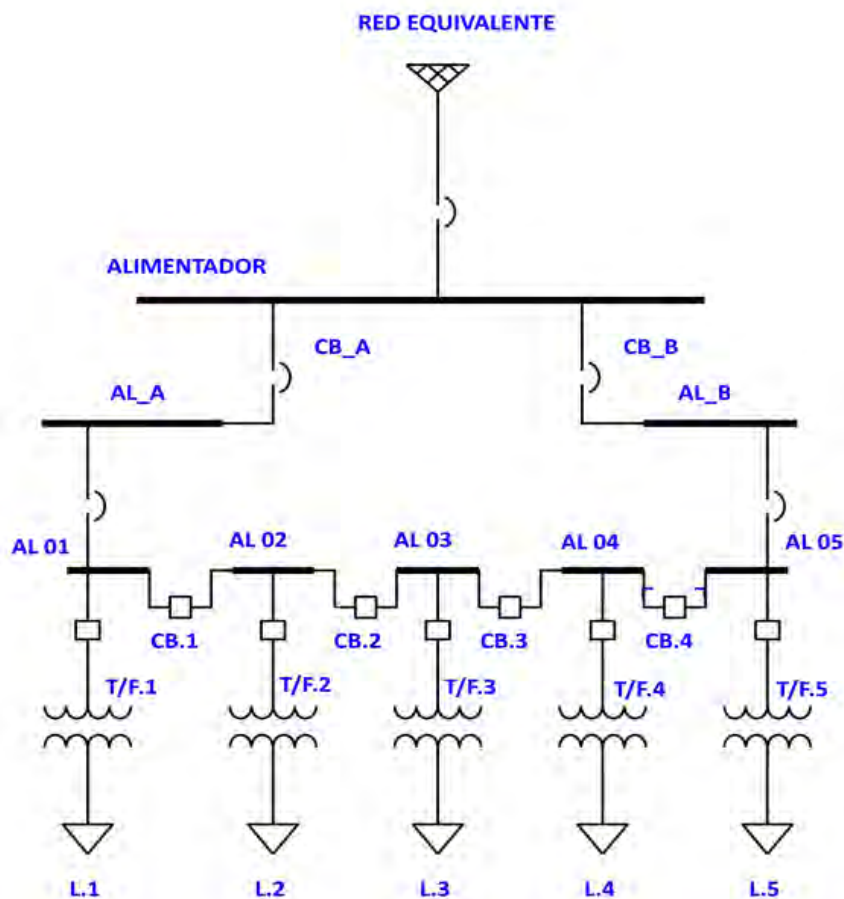 RED EQUIVALENTE
ALIMENTADOR
CB_A
CB_B
AL_A
AL_B
AL 01
AL 02
AL 03
AL 04
AL 05
CB.1
CB.2
CB.3
CB.4
T/F.1
T/F.2
T/F.3
T/F.4
T/F.5
L.1
L.2
L.3
L.4
L.5